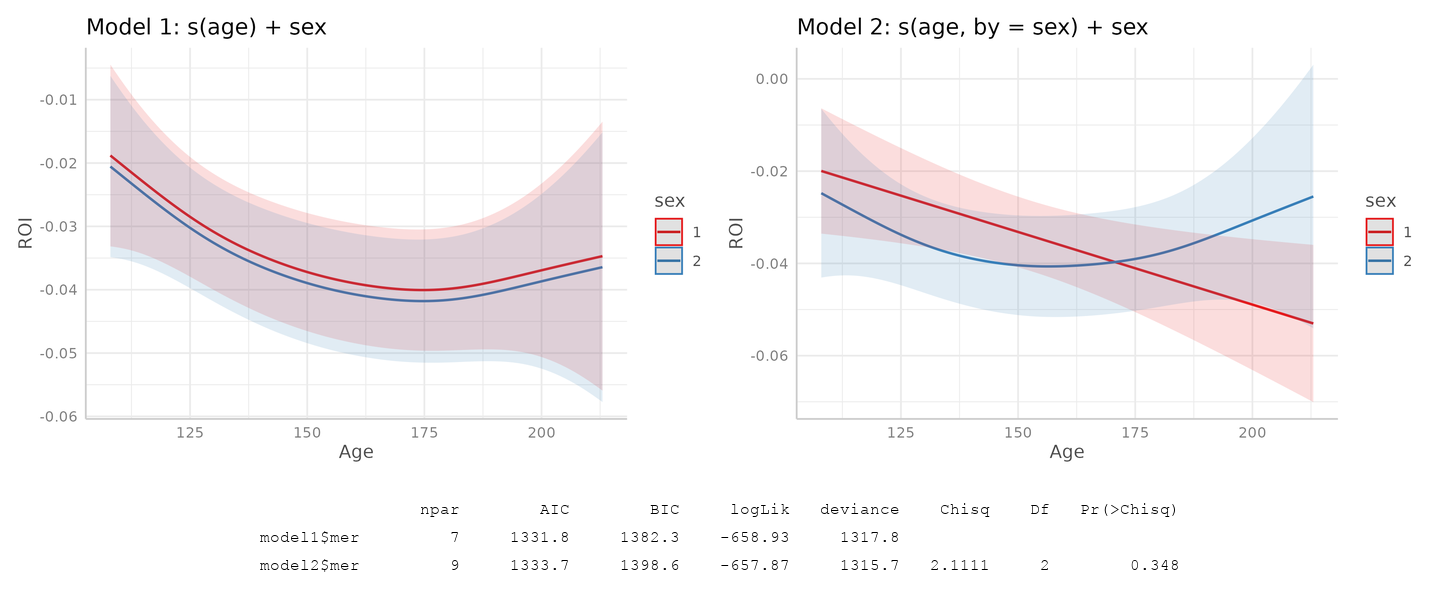 Model 1: s(age) + sex
-0.01
-0.02
-0.03
-0.04
-0.05
-0.06
ROI
125 150 175 200
Age
sex
1
2
Model 2: s(age, by = sex) + sex
0.00
-0.02
-0.04
-0.06
ROI
125 150 175 200
Age
sex
1
2
npar AIC BIC logLik deviance Chisq Df Pr(>Chisq)
model1$mer 7 1331.8 1382.3 -658.93 1317.8
model2$mer 9 1333.7 1398.6 -657.87 1315.7 2.1111 2 0.348